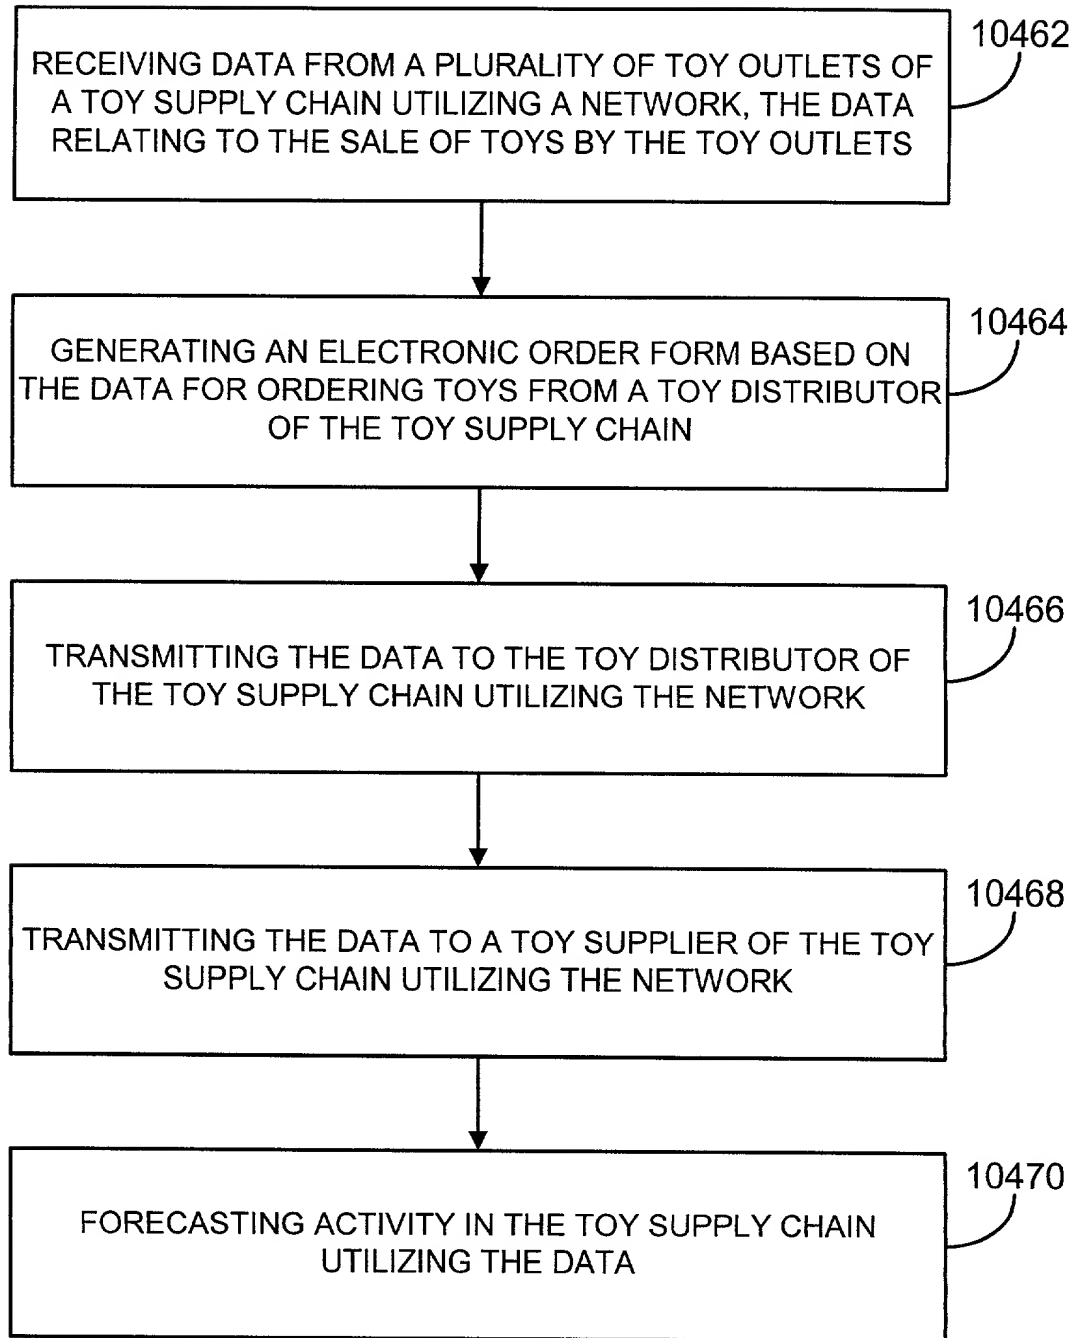 10462
RECEIVING DATA FROM A PLURALITY OF TOY OUTLETS OF
A TOY SUPPLY CHAIN UTILIZING A NETWORK, THE DATA
RELATING TO THE SALE OF TOYS BY THE TOY OUTLETS
10464
GENERATING AN ELECTRONIC ORDER FORM BASED ON
THE DATA FOR ORDERING TOYS FROM A TOY DISTRIBUTOR
OF THE TOY SUPPLY CHAIN
10466
TRANSMITTING THE DATA TO THE TOY DISTRIBUTOR OF
THE TOY SUPPLY CHAIN UTILIZING THE NETWORK
10468
TRANSMITTING THE DATA TO A TOY SUPPLIER OF THE TOY
SUPPLY CHAIN UTILIZING THE NETWORK
10470
FORECASTING ACTIVITY IN THE TOY SUPPLY CHAIN
UTILIZING THE DATA